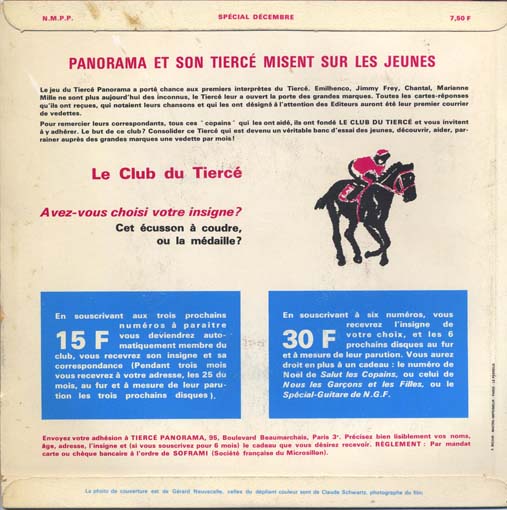 N.M.P.P. SPÉCIAL DÉCEMBRE 7,50 F
PANORAMA ET SON TIERCÉ MISENT SUR LES JEUNES
Le jeu du Tiercé Panorama a porté chance aux premiers interprètes du Tiercé. Emilhenco, Jimmy Frey, Chantal, Marianne
Mille ne sont plus aujourd'hui des inconnus, le Tiercé leur a ouvert la porte des grandes marques. Toutes les cartes-réponses
qu'ils ont reçues, qui notaient leurs chansons et qui les ont désigné à l'attention des Editeurs auront été leur premier courrier
de vedettes.
Pour remercier leurs correspondants, tous ces "copains" qui les ont aidé, ils ont fondé LE CLUB DU TIERCÉ et vous invitent
à y adhérer. Le but de ce club? Consolider ce Tiercé qui est devenu un véritable banc d'essai des jeunes, découvrir, aider, par-
rainer auprès des grandes marques une vedette par mois!
Le Club du Tiercé
Avez-vous choisi votre insigne?
Cet écusson à coudre,
ou la médaille?
En souscrivant aux trois prochains
numéros à paraitre
15 F vous deviendrez auto-
matiquement membre du
club, vous recevrez son insigne et sa
correspondance (Pendant trois mois
vous recevrez à votre adresse, les 25 du
mois, au fur et à mesure de leur paru-
tion les trois prochains disques).
En souscrivant à six numéros, vous
recevrez l'insigne de
30 F votre choix, et les 6
prochains disques au fur
et à mesure de leur parution. Vous aurez
droit en plus à un cadeau : le numéro de
Noël de Salut les Copains, ou celui de
Nous les Garçons et les Filles, ou le
Spécial-Guitare de N.G.F.
Envoyez votre adhésion à TIERCÉ PANORAMA, 95, Boulevard Beaumarchais, Paris 3e. Précisez bien lisiblement vos noms,
âge, adresse, l'insigne et (si vous souscrivez pour 6 mois) le cadeau que vous désirez recevoir. RÈGLEMENT : Par mandat
carte ou chèque bancaire à l'ordre de SOFRAMI (Société française du Microsillon).
La photo de couverture est de Gérard Neuvecelle, celles du dépliant couleur sont de Claude Schwartz, photographe du film